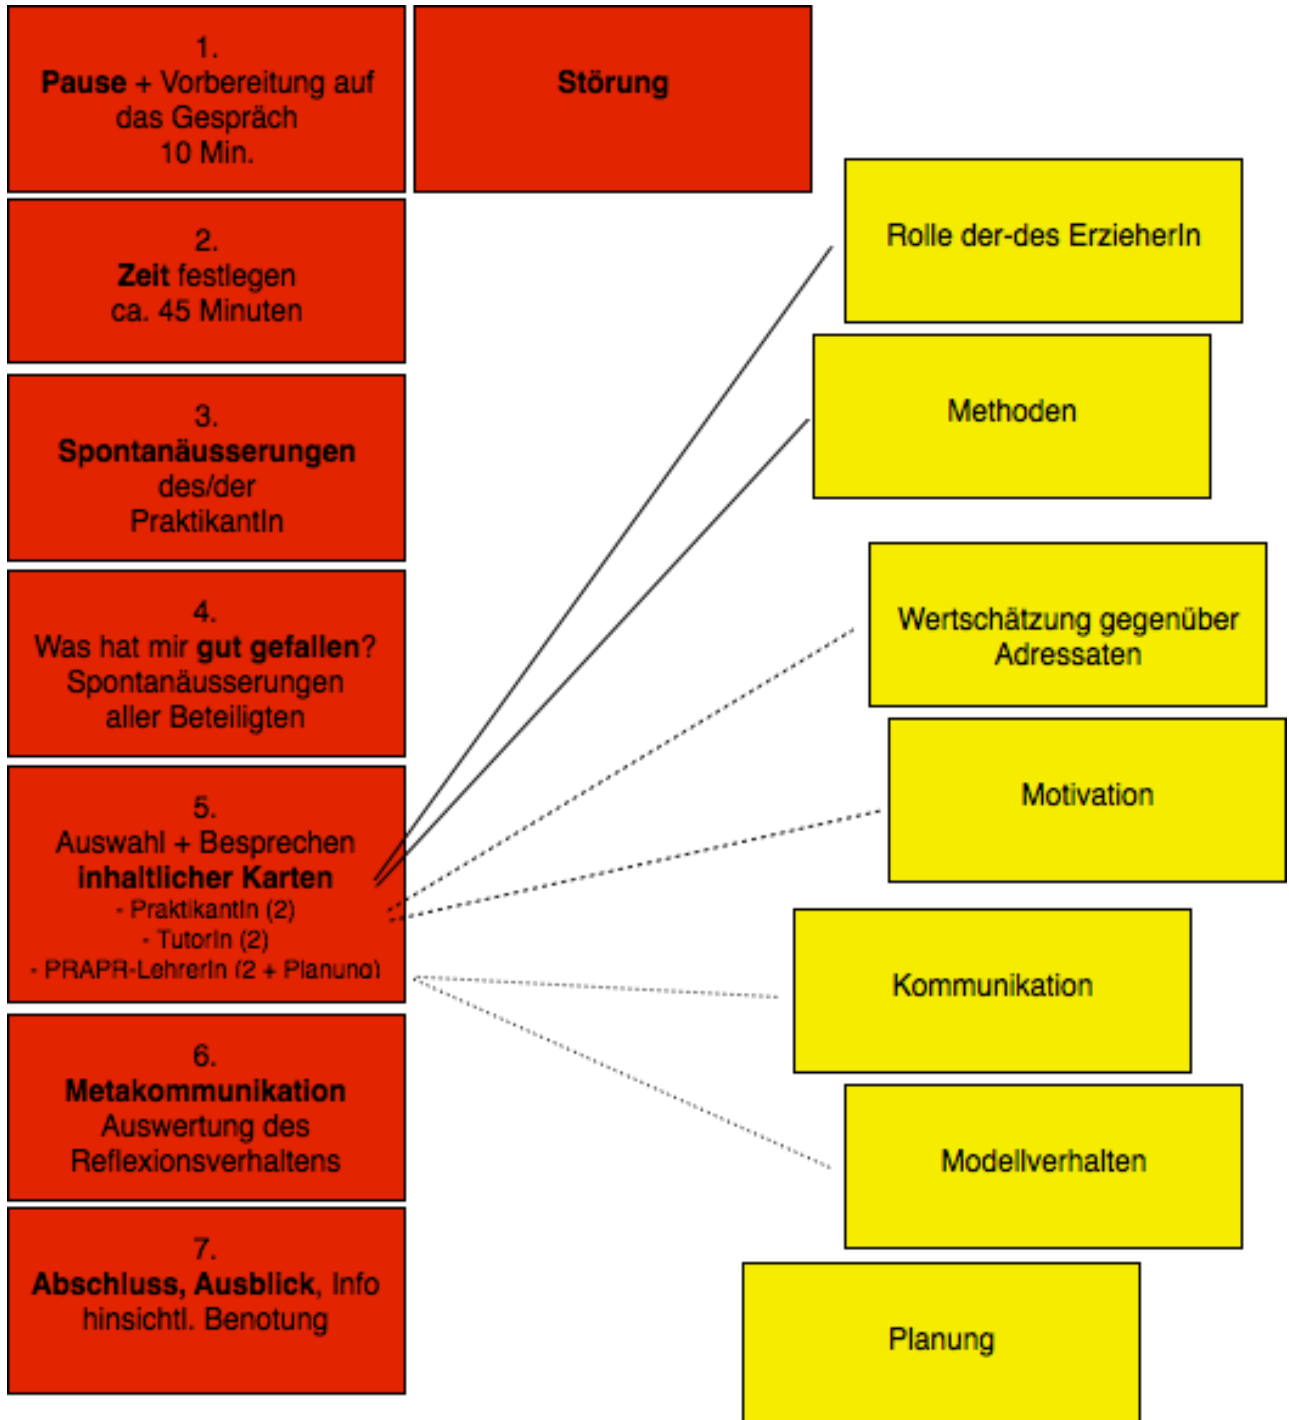 1.
Pause + Vorbereitung auf
das Gespräch
10 Min.
Störung
2.
Zeit festlegen
ca. 45 Minuten
3.
Spontanäusserungen
des/der
PraktikantIn
4.
Was hat mir gut gefallen?
Spontanäusserungen
aller Beteiligten
5.
Auswahl + Besprechen
inhaltlicher Karten
- PraktikantIn (2)
- TutorIn (2)
- PRAPR-LehrerIn (2 + Planung)
6.
Metakommunikation
Auswertung des
Reflexionsverhaltens
7.
Abschluss, Ausblick, Info
hinsichtl. Benotung
Rolle der-des ErzieherIn
Methoden
Wertschätzung gegenüber
Adressaten
Motivation
Kommunikation
Modellverhalten
Planung